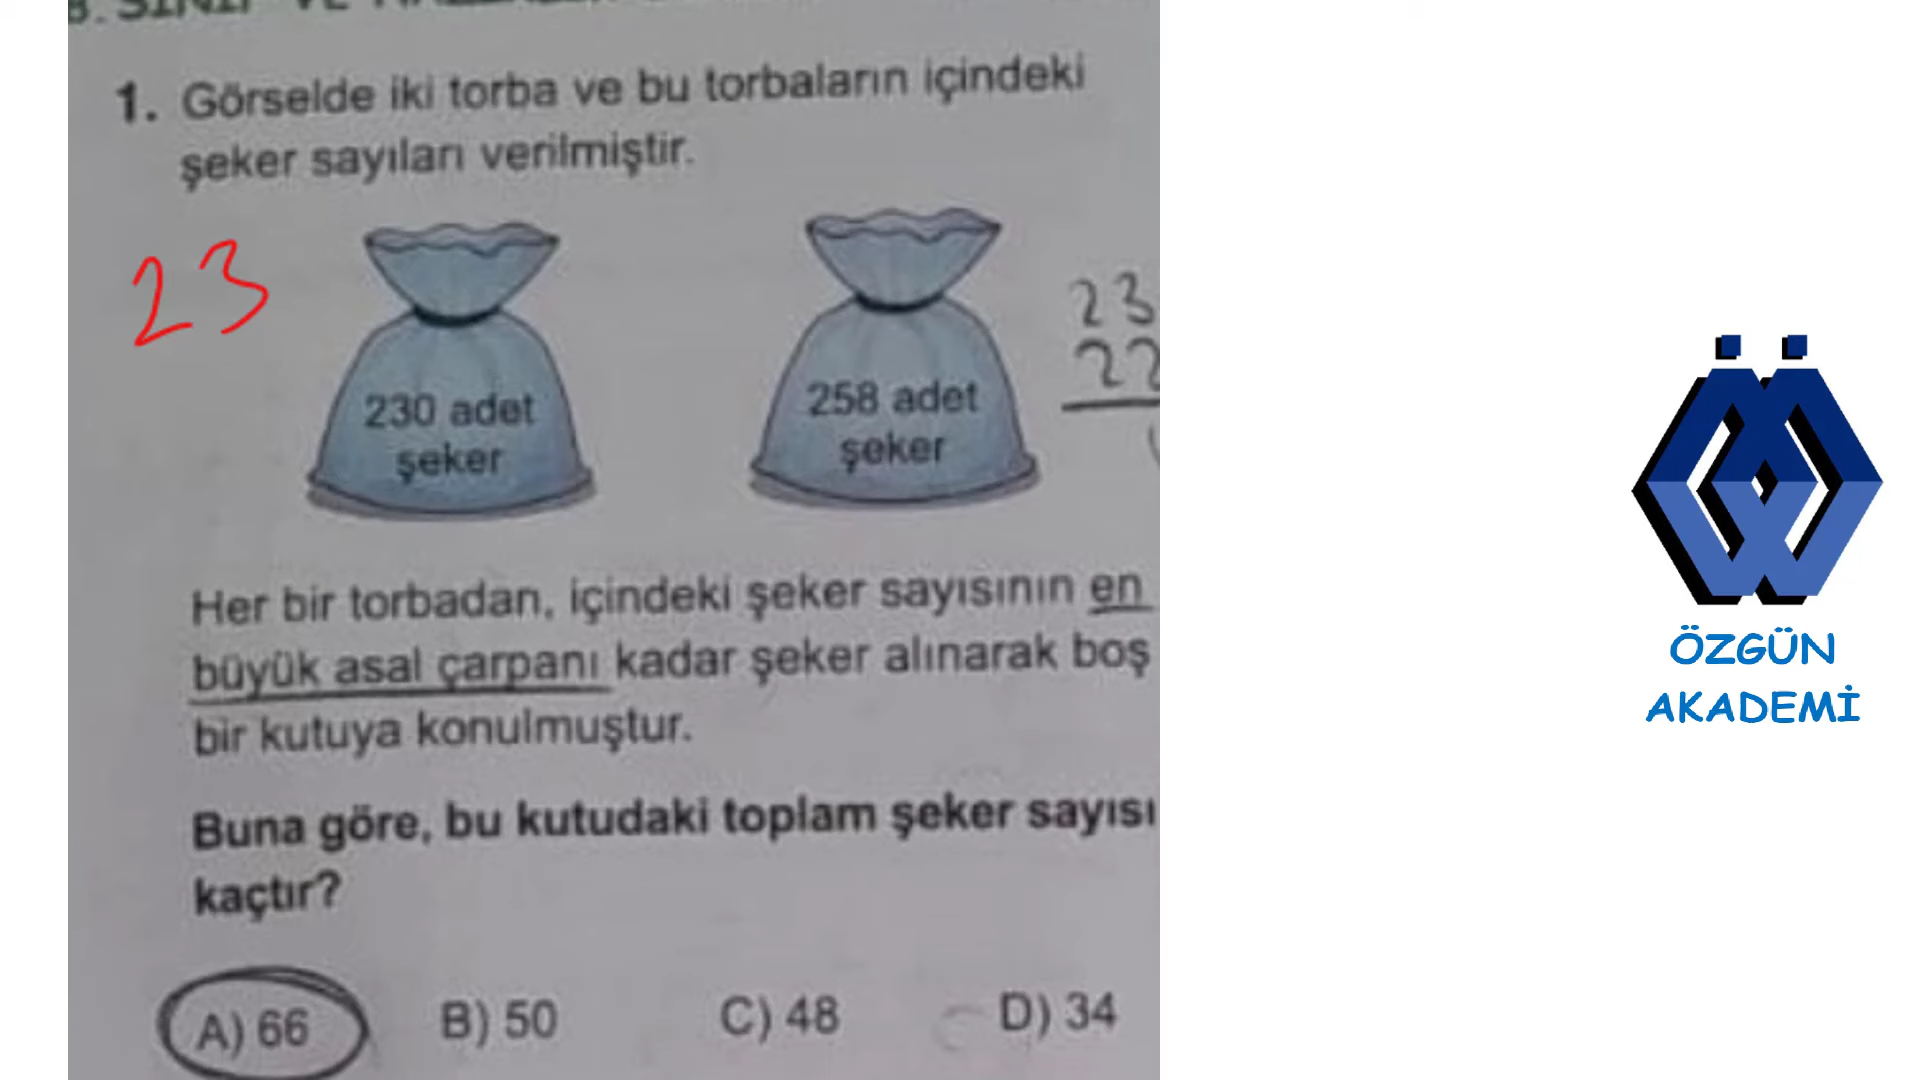 1. Görselde iki torba ve bu torbaların içindeki
şeker sayıları verilmiştir.
23
230 adet
şeker
258 adet
şeker
23
22
Her bir torbadan, içindeki şeker sayısının en
büyük asal çarpanı kadar şeker alınarak boş
bir kutuya konulmuştur.
Buna göre, bu kutudaki toplam şeker sayısı
kaçtır?
A) 66
B) 50
C) 48
D) 34
ÖZGÜN
AKADEMİ